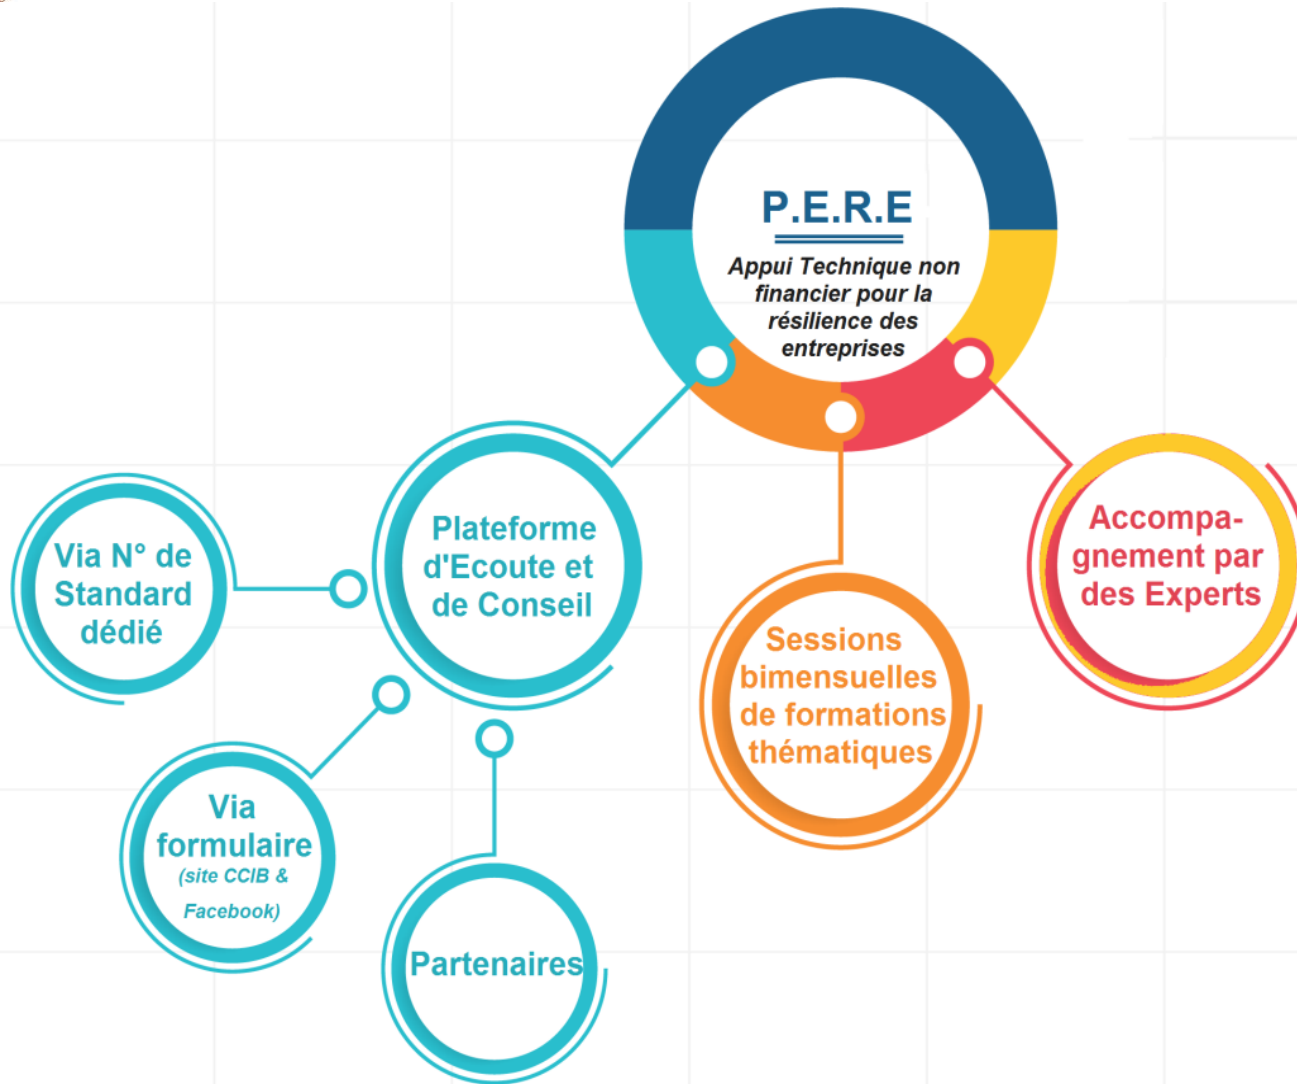 P.E.R.E
Appui Technique non
financier pour la
résilience des
entreprises
Plateforme
d'Ecoute et
de Conseil
Via N° de
Standard
dédié
Via
formulaire
(site CCIB &
Facebook)
Partenaires
Sessions
bimensuelles
de formations
thématiques
Accompa-
gnement par
des Experts